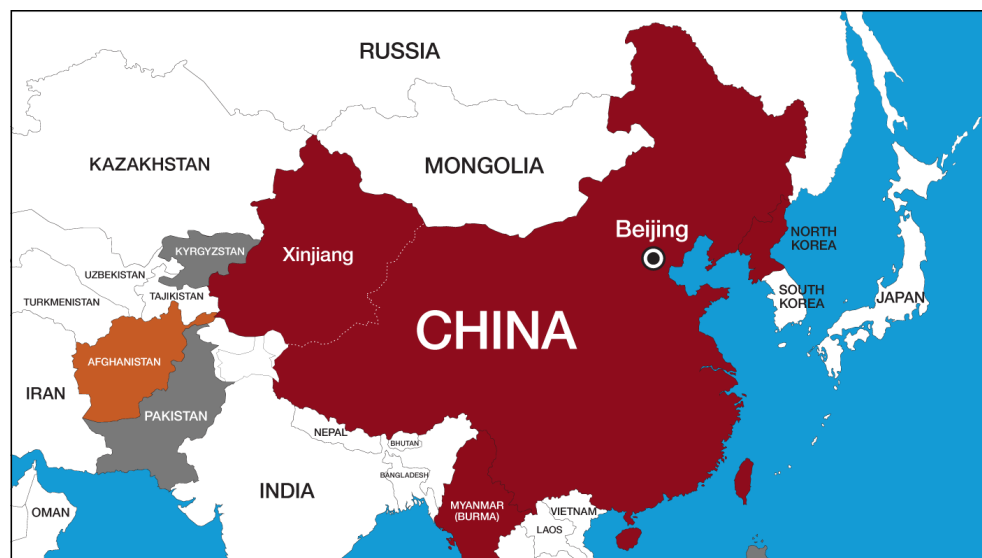 RUSSIA
KAZAKHSTAN
MONGOLIA
Beijing
NORTH
KOREA
KYRGYZSTAN
Xinjiang
UZBEKISTAN
TAJIKISTAN
TURKMENISTAN
SOUTH
KOREA
JAPAN
CHINA
AFGHANISTAN
IRAN
PAKISTAN
NEPAL
BHUTAN
BANGLADESH
INDIA
MYANMAR
(BURMA)
VIETNAM
OMAN
LAOS